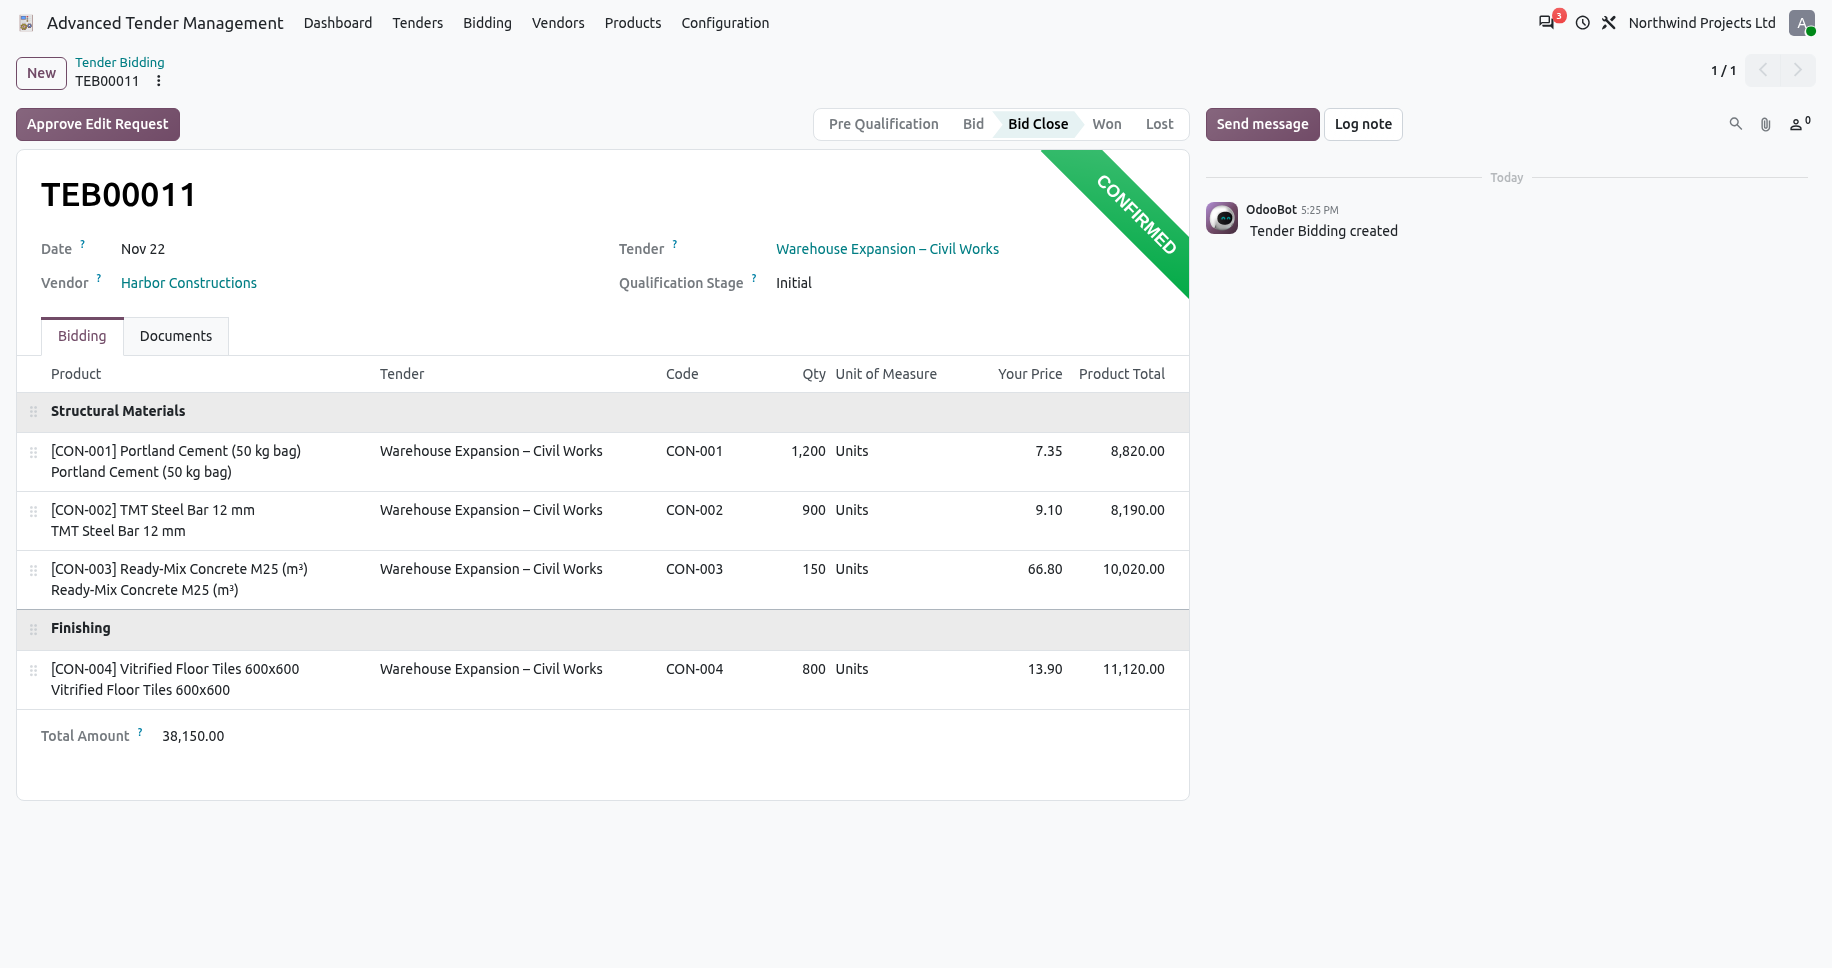 Advanced Tender Management Dashboard Tenders Bidding Vendors Products Configuration 3 Northwind Projects Ltd A
New Tender Bidding
TEB00011
1 / 1
Approve Edit Request Pre Qualification Bid Bid Close Won Lost Send message Log note 0
TEB00011
CONFIRMED
Date ? Nov 22 Tender ? Warehouse Expansion – Civil Works
Vendor ? Harbor Constructions Qualification Stage ? Initial
Bidding Documents
Product Tender Code Qty Unit of Measure Your Price Product Total
Structural Materials
[CON-001] Portland Cement (50 kg bag) Warehouse Expansion – Civil Works CON-001 1,200 Units 7.35 8,820.00
Portland Cement (50 kg bag)
[CON-002] TMT Steel Bar 12 mm Warehouse Expansion – Civil Works CON-002 900 Units 9.10 8,190.00
TMT Steel Bar 12 mm
[CON-003] Ready-Mix Concrete M25 (m³) Warehouse Expansion – Civil Works CON-003 150 Units 66.80 10,020.00
Ready-Mix Concrete M25 (m³)
Finishing
[CON-004] Vitrified Floor Tiles 600x600 Warehouse Expansion – Civil Works CON-004 800 Units 13.90 11,120.00
Vitrified Floor Tiles 600x600
Total Amount ? 38,150.00
Today
OdooBot 5:25 PM
Tender Bidding created